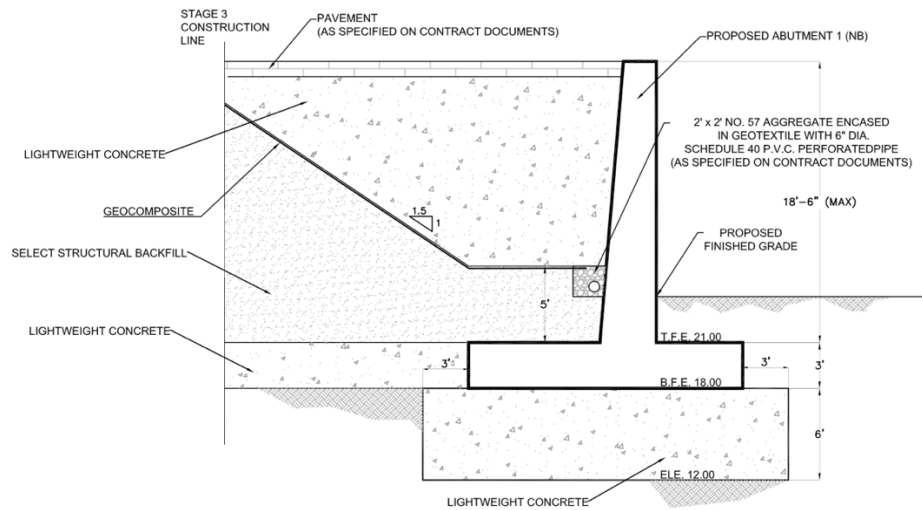 STAGE 3
CONSTRUCTION
LINE
PAVEMENT
(AS SPECIFIED ON CONTRACT DOCUMENTS)
PROPOSED ABUTMENT 1 (NB)
2' x 2' NO. 57 AGGREGATE ENCASED
IN GEOTEXTILE WITH 6" DIA.
SCHEDULE 40 P.V.C. PERFORATEDPIPE
(AS SPECIFIED ON CONTRACT DOCUMENTS)
LIGHTWEIGHT CONCRETE
18'-6" (MAX)
GEOCOMPOSITE
1.5
1
PROPOSED
FINISHED GRADE
SELECT STRUCTURAL BACKFILL
5'
LIGHTWEIGHT CONCRETE
T.F.E. 21.00
3'
3'
3'
B.F.E. 18.00
6'
ELE. 12.00
LIGHTWEIGHT CONCRETE